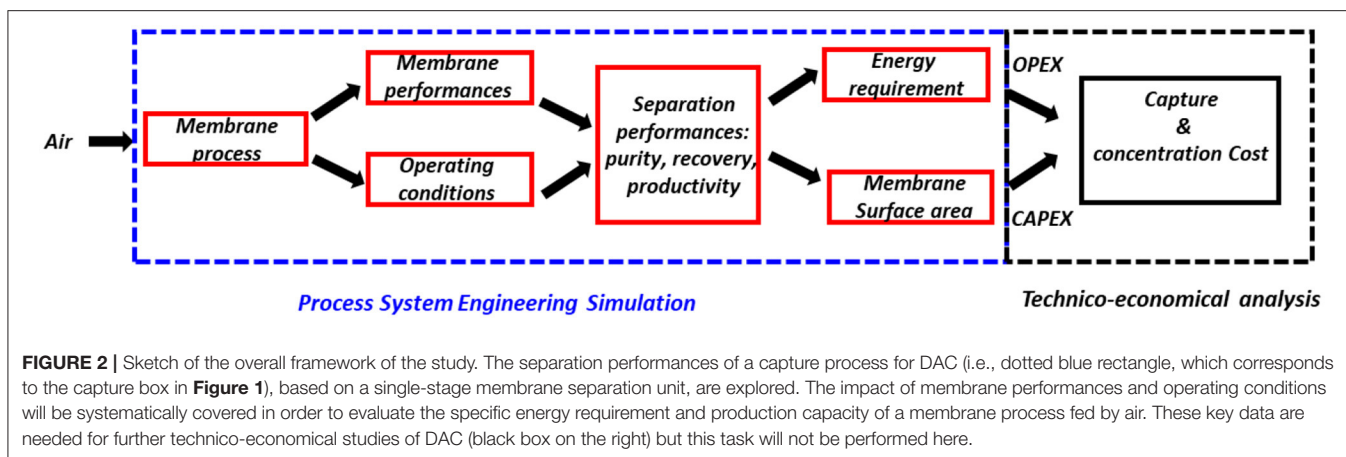 Air
Membrane
process
Membrane
performances
Operating
conditions
Separation
performances:
purity, recovery,
productivity
Energy
requirement
Membrane
Surface area
OPEX
CAPEX
Capture
&
concentration Cost
Process System Engineering Simulation
Technico-economical analysis
FIGURE 2 | Sketch of the overall framework of the study. The separation performances of a capture process for DAC (i.e., dotted blue rectangle, which corresponds
to the capture box in Figure 1), based on a single-stage membrane separation unit, are explored. The impact of membrane performances and operating conditions
will be systematically covered in order to evaluate the specific energy requirement and production capacity of a membrane process fed by air. These key data are
needed for further technico-economical studies of DAC (black box on the right) but this task will not be performed here.